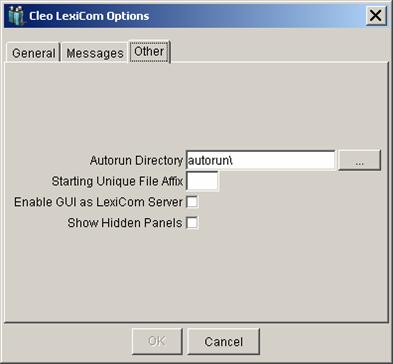 Cleo LexiCom Options
General Messages Other
Autorun Directory autorun\ ...
Starting Unique File Affix
Enable GUI as LexiCom Server
Show Hidden Panels
OK Cancel